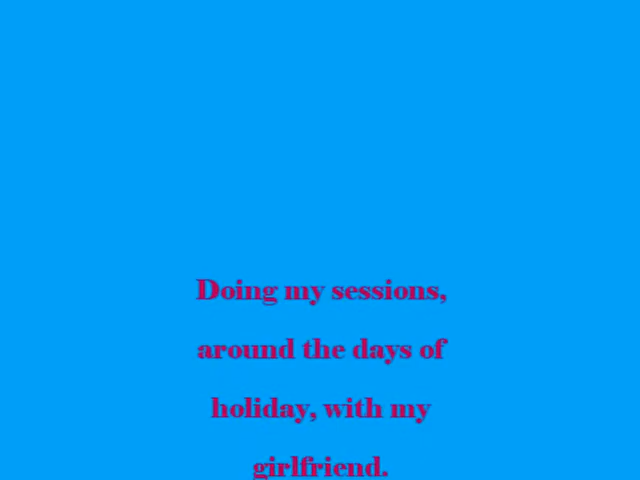 Doing my sessions,
around the days of
holiday, with my
girlfriend.